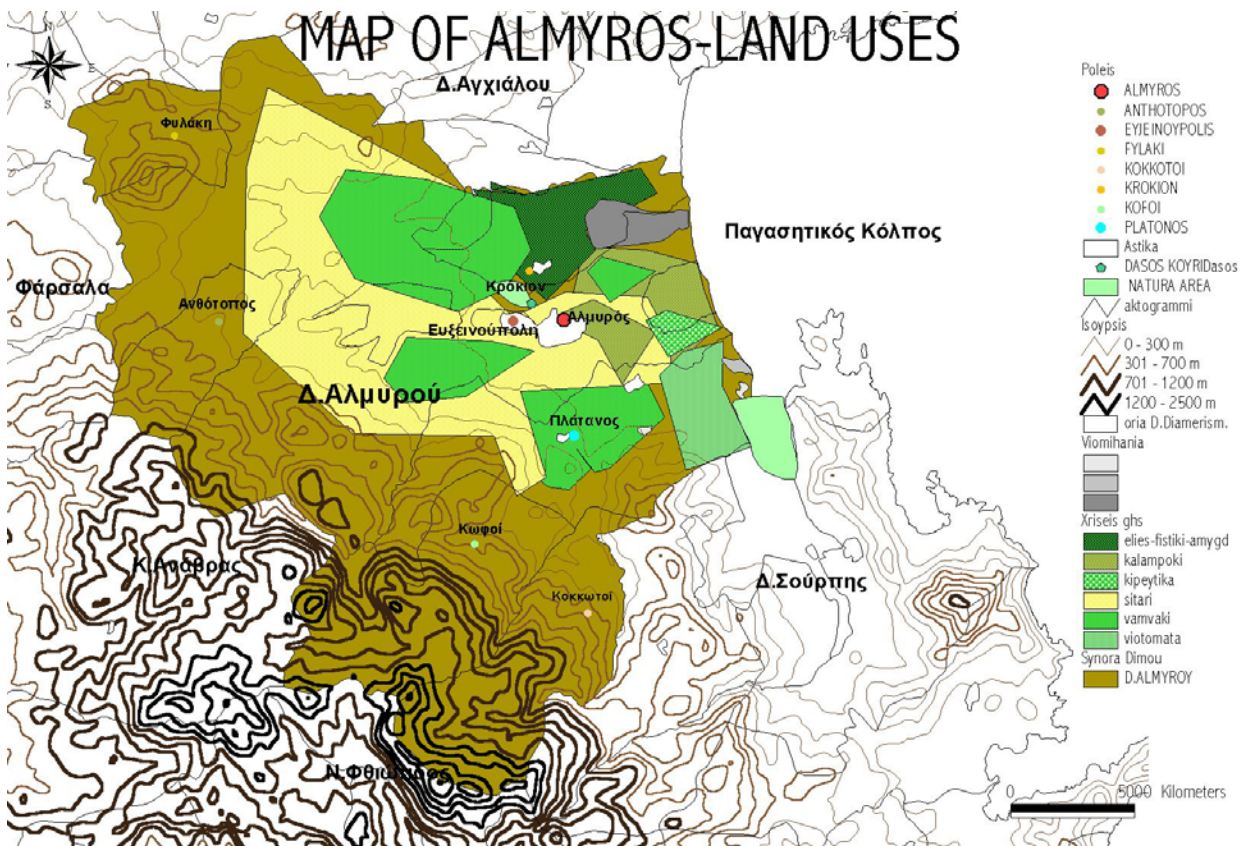 MAP OF ALMYROS-LAND USES
N
E
S
Δ.Αγχιάλου
Φυλάκη
Παγασητικός Κόλπος
Φάρσαλα
Ανθότοπος
Κρόκιον
Ευξεινούπολη
Αλμυρός
Δ.Αλμυρού
Πλάτανος
Κωφοί
Κ.Ανάβρας
Κοκκωτοί
Δ.Σούρπης
Poleis
ALMYROS
ANTHOTOPOS
EYJEINOYPOLIS
FYLAKI
KOKKOTOI
KROKION
KOFOI
PLATONOS
Astika
DASOS KOYRIDasos
NATURA AREA
aktogrammi
Isoypsis
0 - 300 m
301 - 700 m
701 - 1200 m
1200 - 2500 m
oria D.Diamerism.
Viomihania
Xriseis ghs
elies-fistiki-amygd
kalampoki
kipeytika
sitari
vamvaki
viotomata
Synora Dimou
D.ALMYROY
0 5000 Kilometers